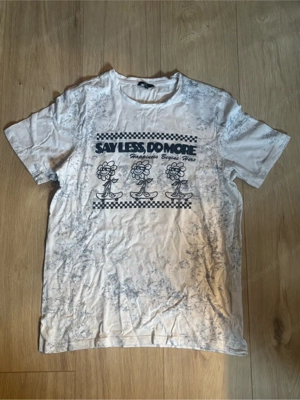 SAY LESS, DO MORE
Happiness Begins Here